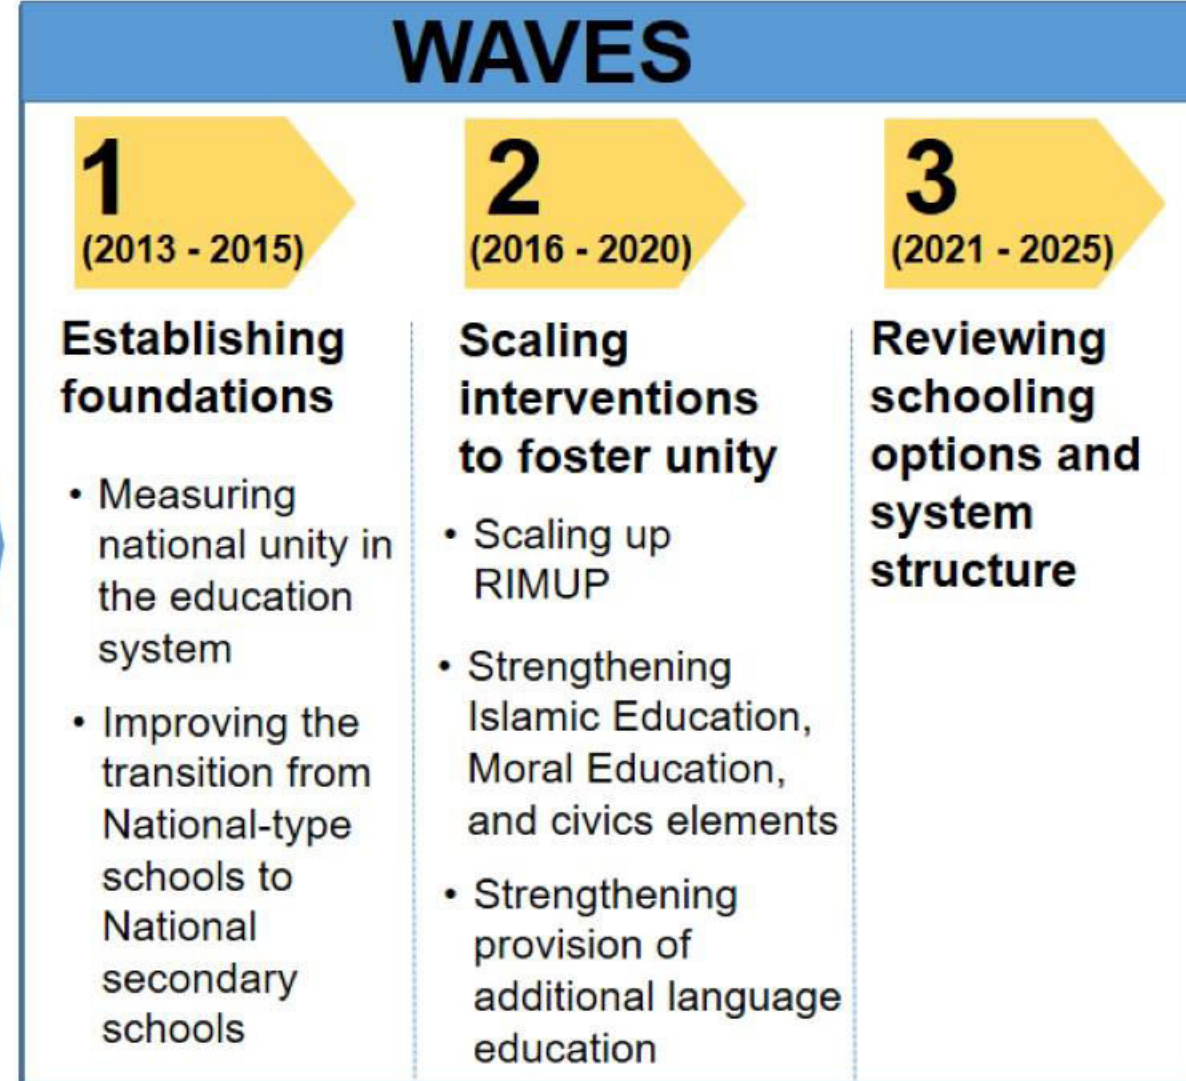 WAVES
1
(2013 - 2015)
Establishing
foundations
• Measuring
national unity in
the education
system
• Improving the
transition from
National-type
schools to
National
secondary
schools
2
(2016 - 2020)
Scaling
interventions
to foster unity
• Scaling up
RIMUP
• Strengthening
Islamic Education,
Moral Education,
and civics elements
• Strengthening
provision of
additional language
education
3
(2021 - 2025)
Reviewing
schooling
options and
system
structure